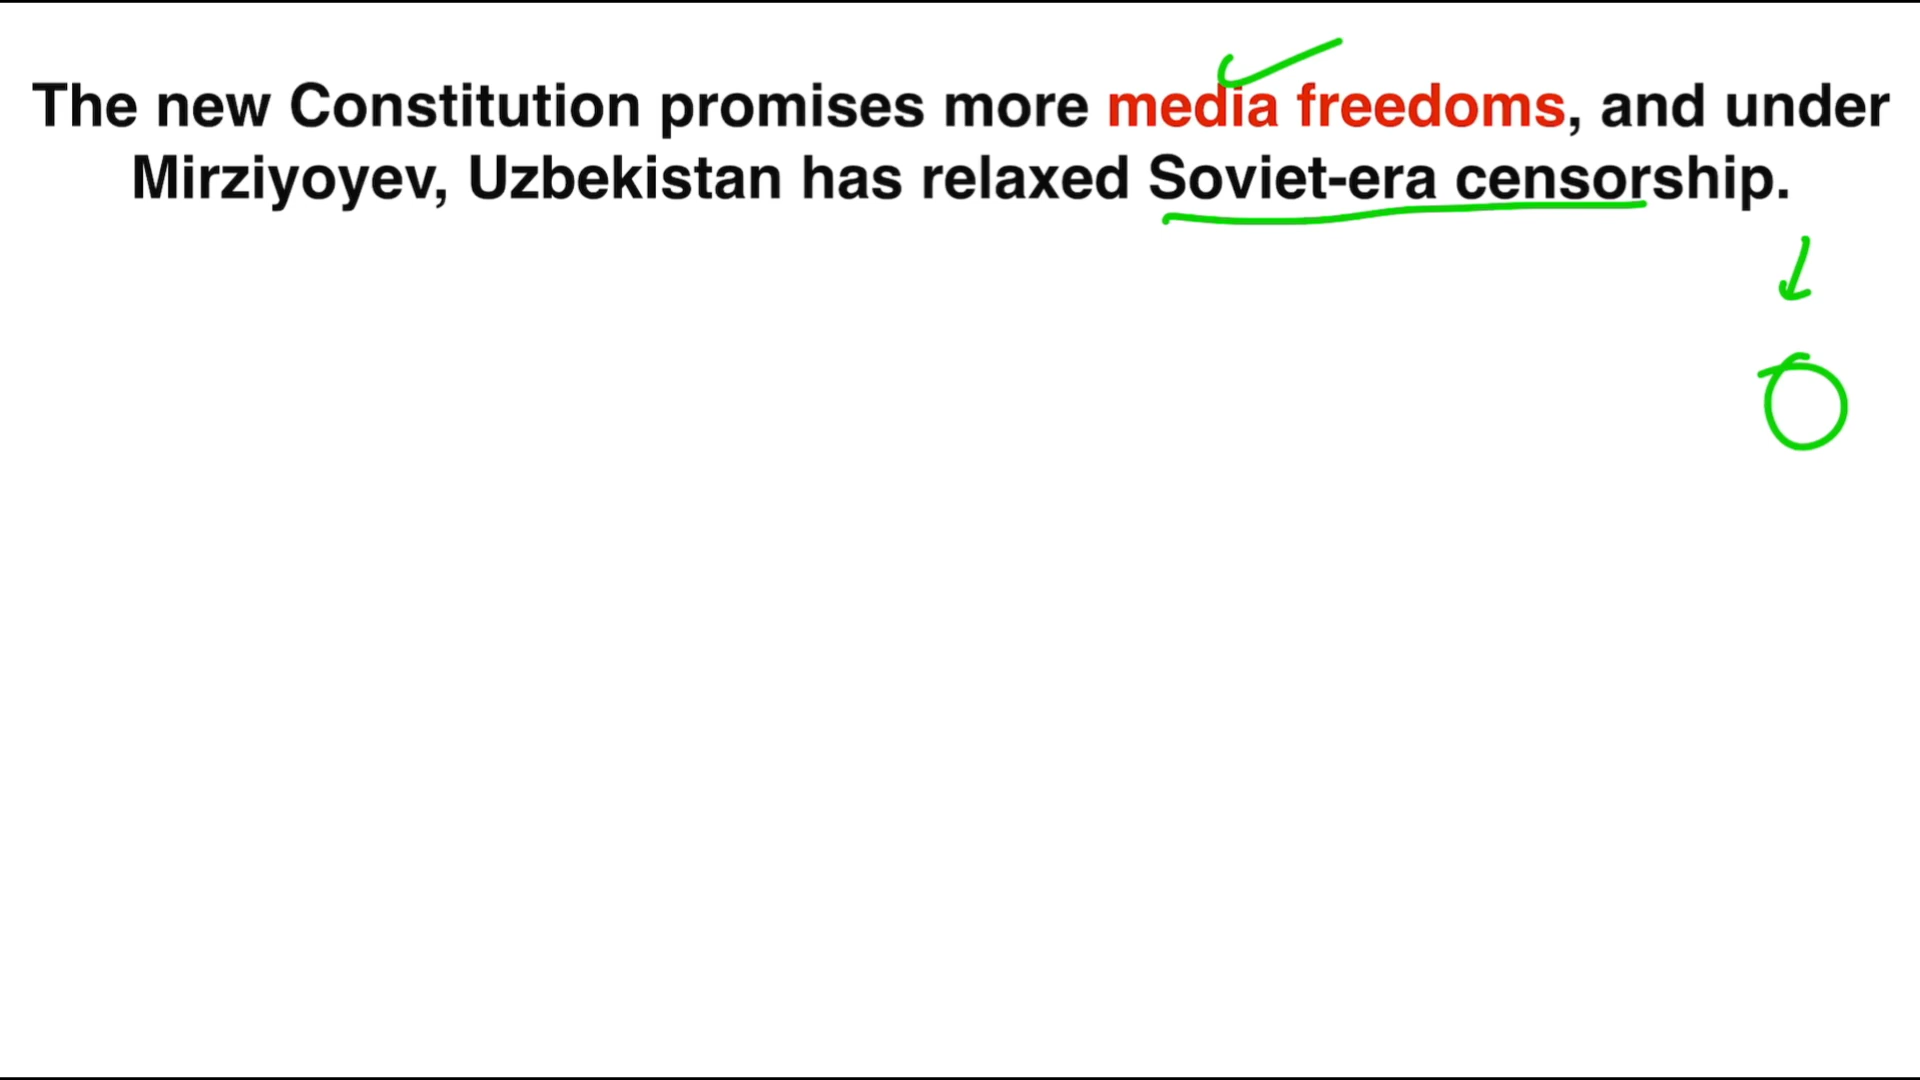 The new Constitution promises more media freedoms, and under
Mirziyoyev, Uzbekistan has relaxed Soviet-era censorship.